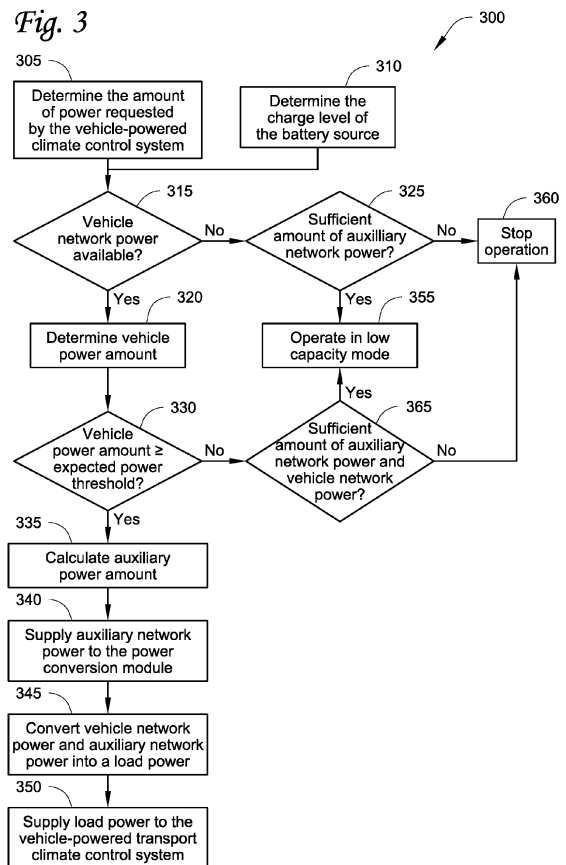 Fig. 3
300
305
Determine the amount
of power requested
by the vehicle-powered
climate control system
310
Determine the
charge level of
the battery source
315
Vehicle
network power
available?
No
325
Sufficient
amount of auxilliary
network power?
No
360
Stop
operation
Yes
320
Determine vehicle
power amount
Yes
355
Operate in low
capacity mode
330
Vehicle
power amount ≥
expected power
threshold?
No
Yes
365
Sufficient
amount of auxiliary
network power and
vehicle network
power?
No
Yes
335
Calculate auxiliary
power amount
340
Supply auxiliary network
power to the power
conversion module
345
Convert vehicle network
power and auxiliary network
power into a load power
350
Supply load power to the
vehicle-powered transport
climate control system